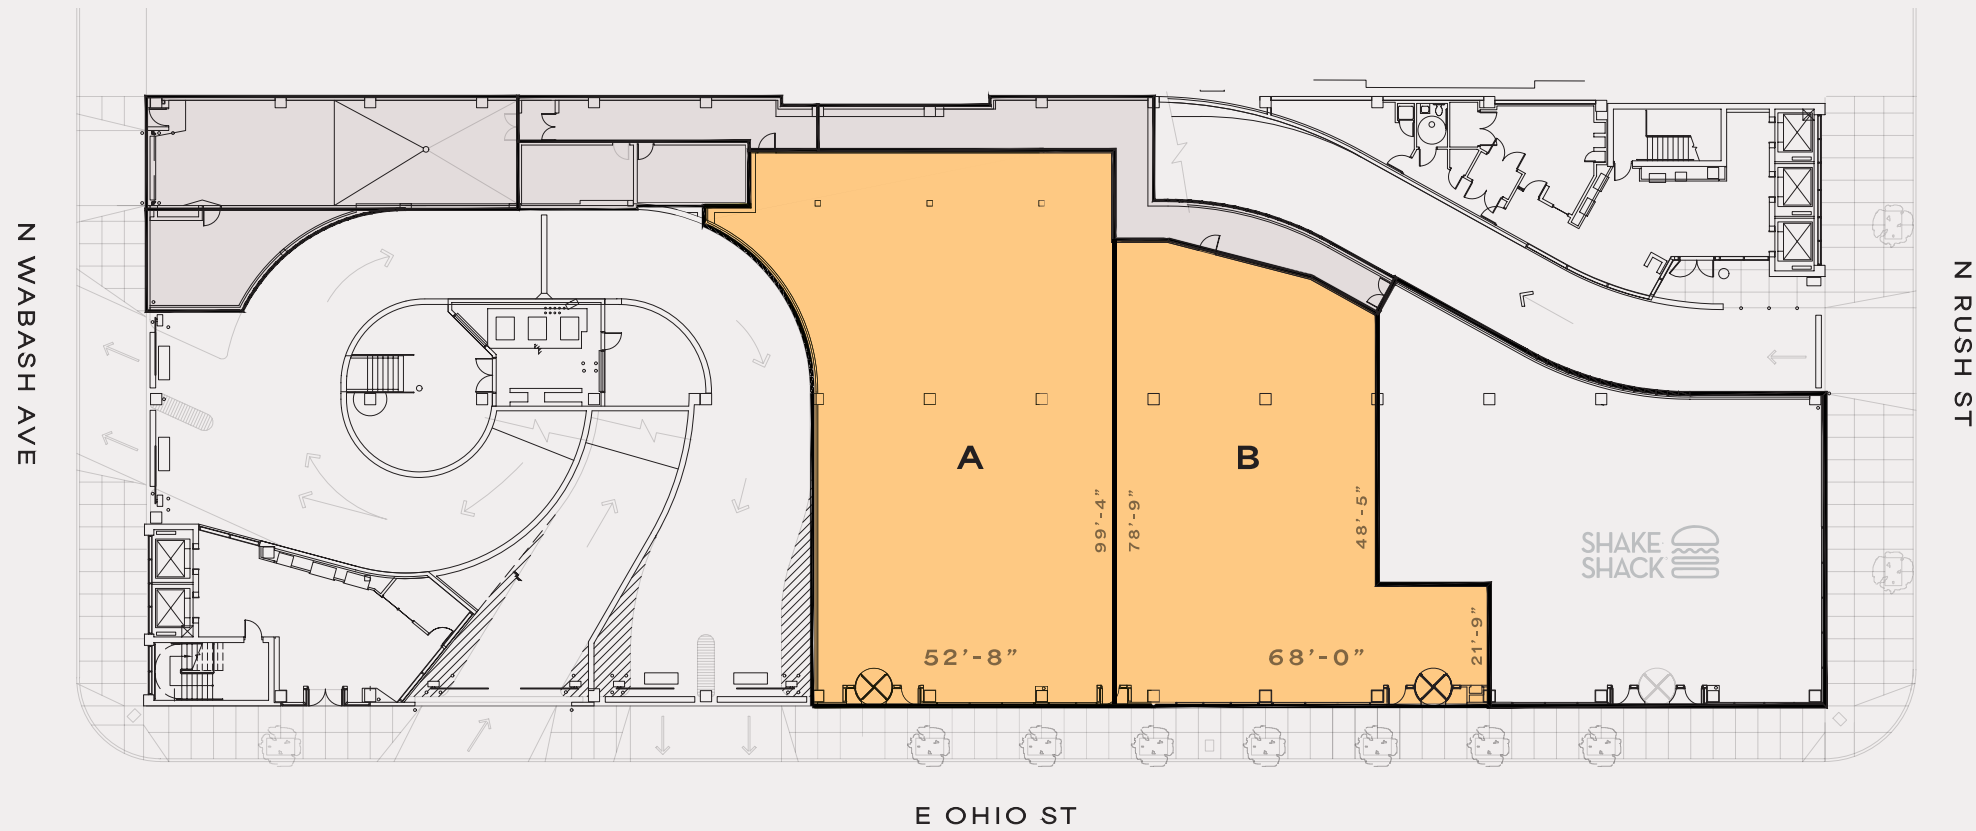 N WABASH AVE
N RUSH ST
A
B
99'-4"
78'-9"
48'-5"
SHAKE
SHACK
21'-9"
52'-8"
68'-0"
E OHIO ST